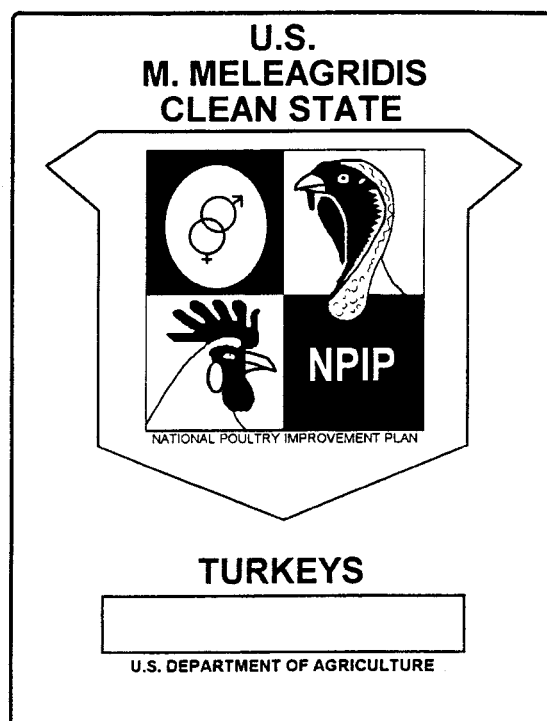 U.S.
M. MELEAGRIDIS
CLEAN STATE
NPIP
NATIONAL POULTRY IMPROVEMENT PLAN
TURKEYS
U.S. DEPARTMENT OF AGRICULTURE